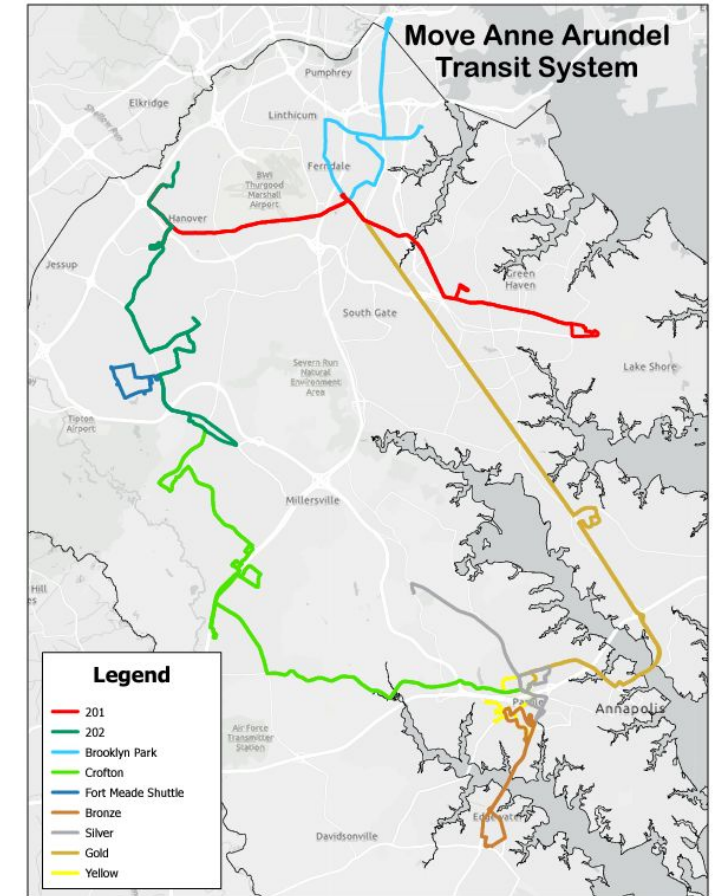 Move Anne Arundel
Transit System
Pumphrey
Elkridge
Linthicum
Ferndale
BWI
Thurgood
Marshall
Airport
Hanover
Jessup
Green
Haven
South Gate
Lake Shore
Severn Run
Natural
Environment
Area
Tipton
Airport
Millersville
Hill
Annapolis
Air Force
Transmitter
Station
Edgewater
Davidsonville
Legend
201
202
Brooklyn Park
Crofton
Fort Meade Shuttle
Bronze
Silver
Gold
Yellow